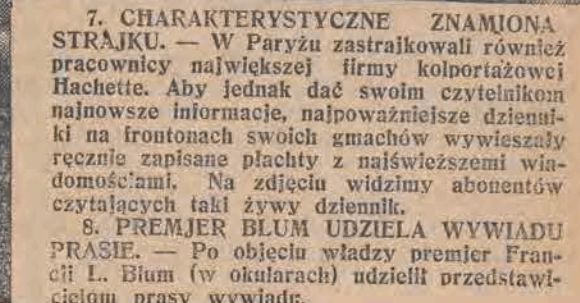 7. CHARAKTERYSTYCZNE ZNAMIONA
STRAJKU. — W Paryżu zastrajkowali również
pracownicy największej firmy kolportażowej
Hachette. Aby jednak dać swoim czytelnikom
najnowsze informacje, najpoważniejsze dzienni-
ki na frontonach swoich gmachów wywieszały
ręcznie zapisane płachty z najświeższemi wia-
domościami. Na zdjęciu widzimy abonentów
czytających taki żywy dziennik.
8. PREMJER BLUM UDZIELA WYWIADU
PRASIE. — Po objęciu władzy premjer Fran-
cji L. Blum (w okularach) udzielił przedstawi-
cielom prasy wywiadu.